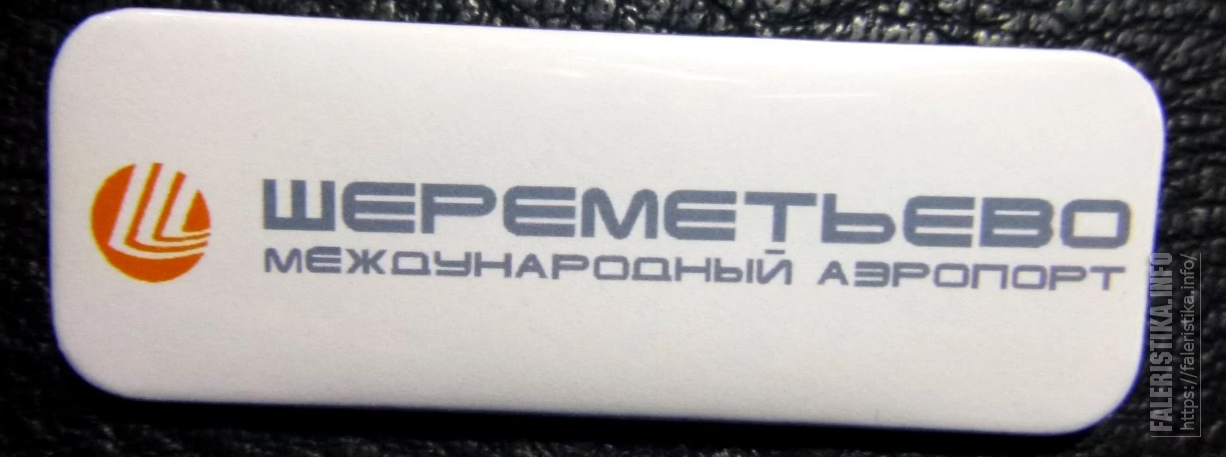 ШЕРЕМЕТЬЕВО
МЕЖДУНАРОДНЫЙ АЭРОПОРТ
FALERISTIKA.INFO
https://faleristika.info/